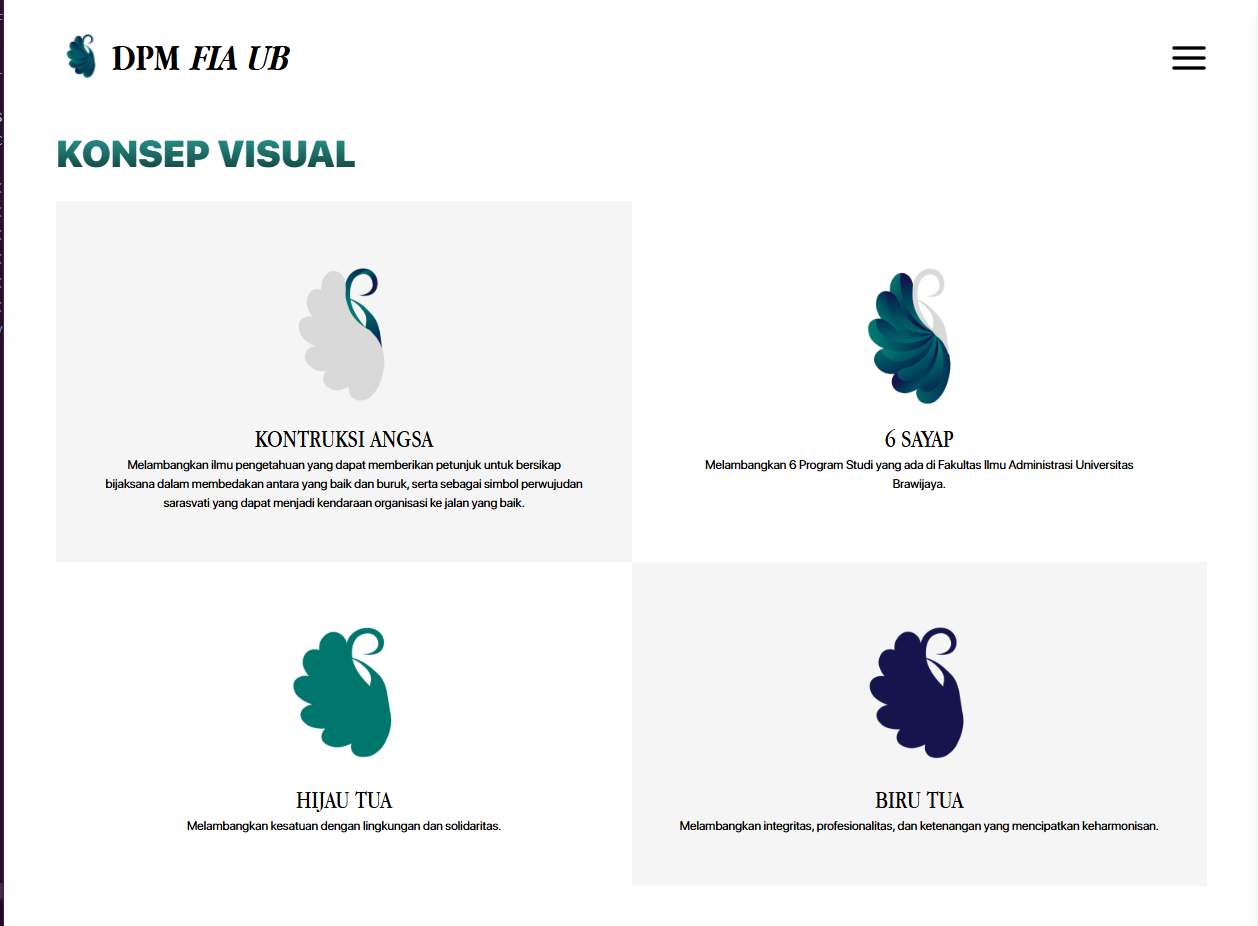 DPM FIA UB
KONSEP VISUAL
KONTRUKSI ANGSA
Melambangkan ilmu pengetahuan yang dapat memberikan petunjuk untuk bersikap
bijaksana dalam membedakan antara yang baik dan buruk, serta sebagai simbol perwujudan
sarasvati yang dapat menjadi kendaraan organisasi ke jalan yang baik.
6 SAYAP
Melambangkan 6 Program Studi yang ada di Fakultas Ilmu Administrasi Universitas
Brawijaya.
HIJAU TUA
Melambangkan kesatuan dengan lingkungan dan solidaritas.
BIRU TUA
Melambangkan integritas, profesionalitas, dan ketenangan yang mencipatkan keharmonisan.